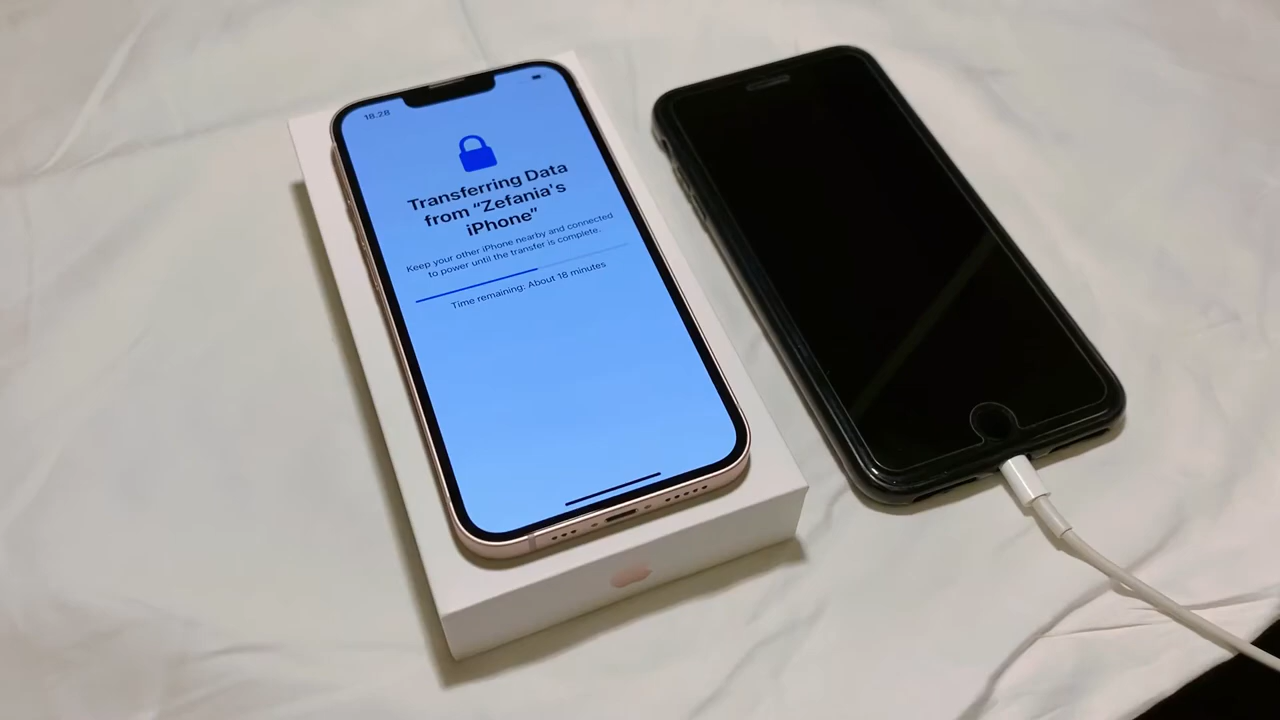 18.28
Transferring Data
from “Zefania's
iPhone”
Keep your other iPhone nearby and connected
to power until the transfer is complete.
Time remaining: About 18 minutes